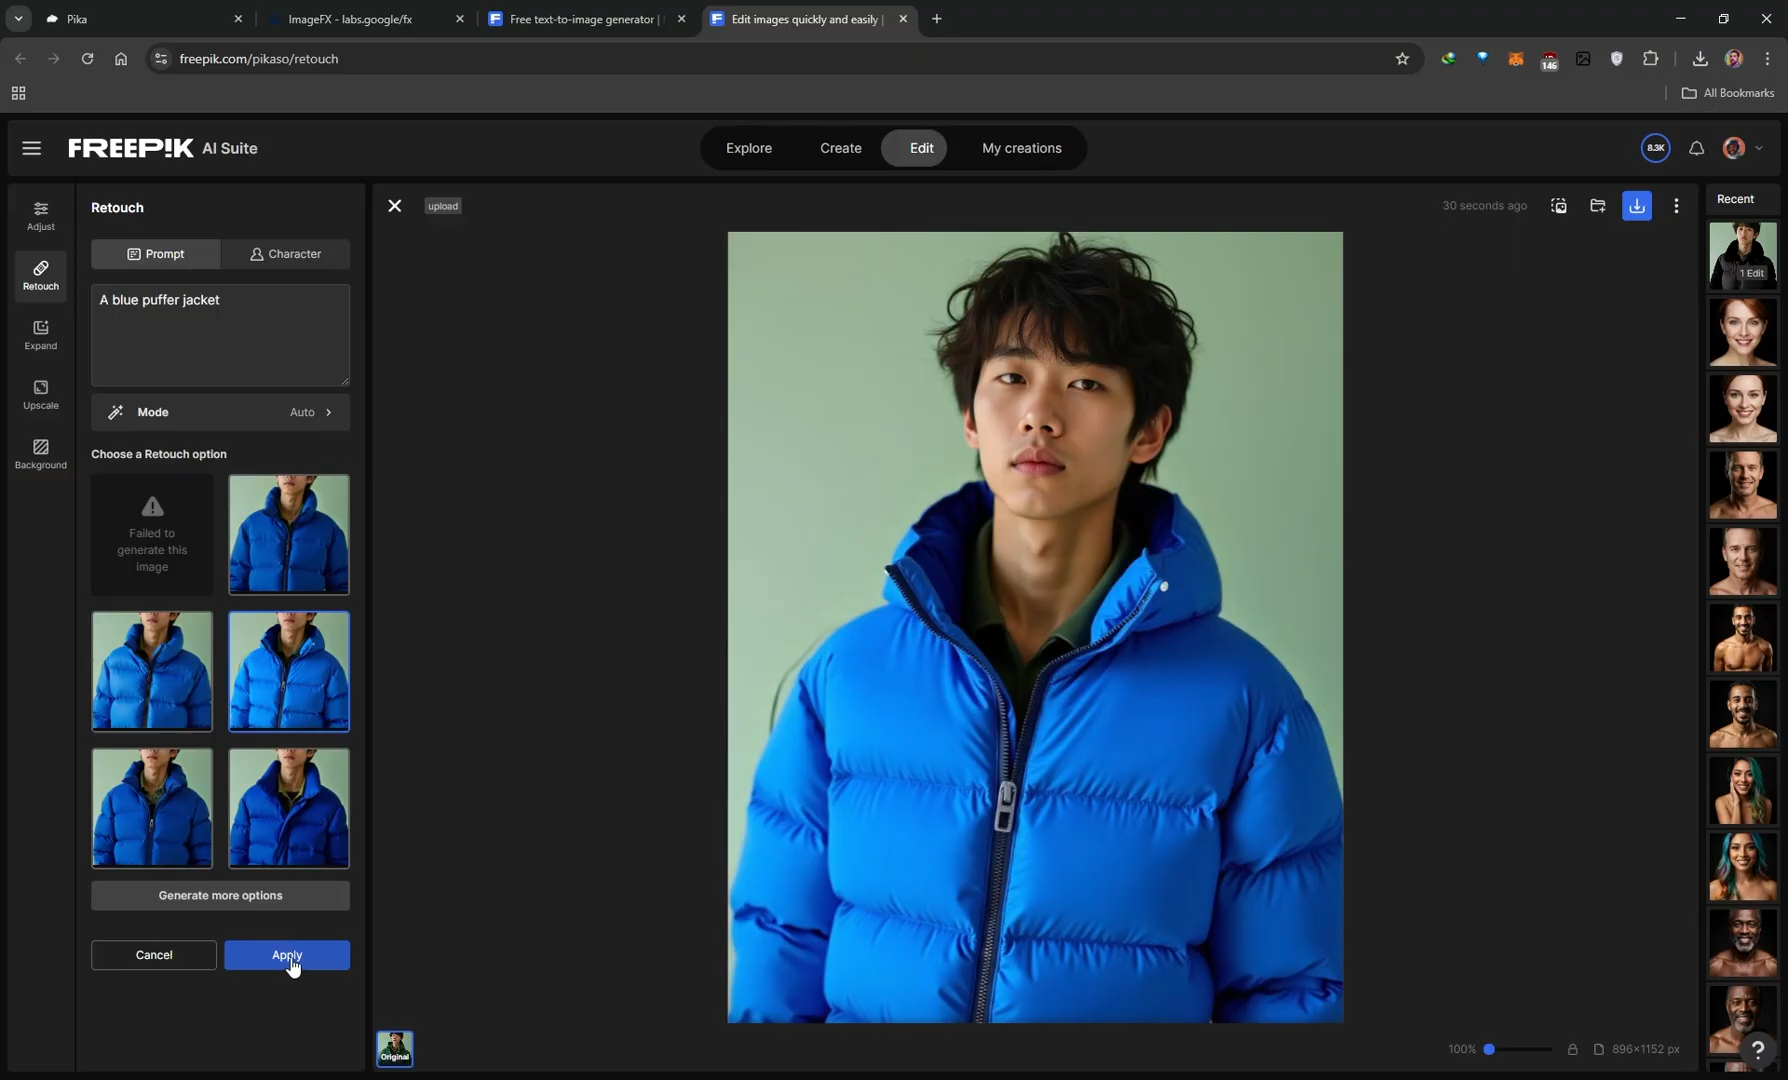 Pika
ImageFX - labs.google/fx
Free text-to-image generator |
Edit images quickly and easily |
freepik.com/pikaso/retouch
146
All Bookmarks
FREEP!K AI Suite
Explore
Create
Edit
My creations
8.3K
Adjust
Retouch
Expand
Upscale
Background
Retouch
Prompt
Character
A blue puffer jacket
Mode
Auto
Choose a Retouch option
Failed to
generate this
image
Generate more options
Cancel
Apply
upload
30 seconds ago
Original
100%
896×1152 px
Recent
1 Edit
?